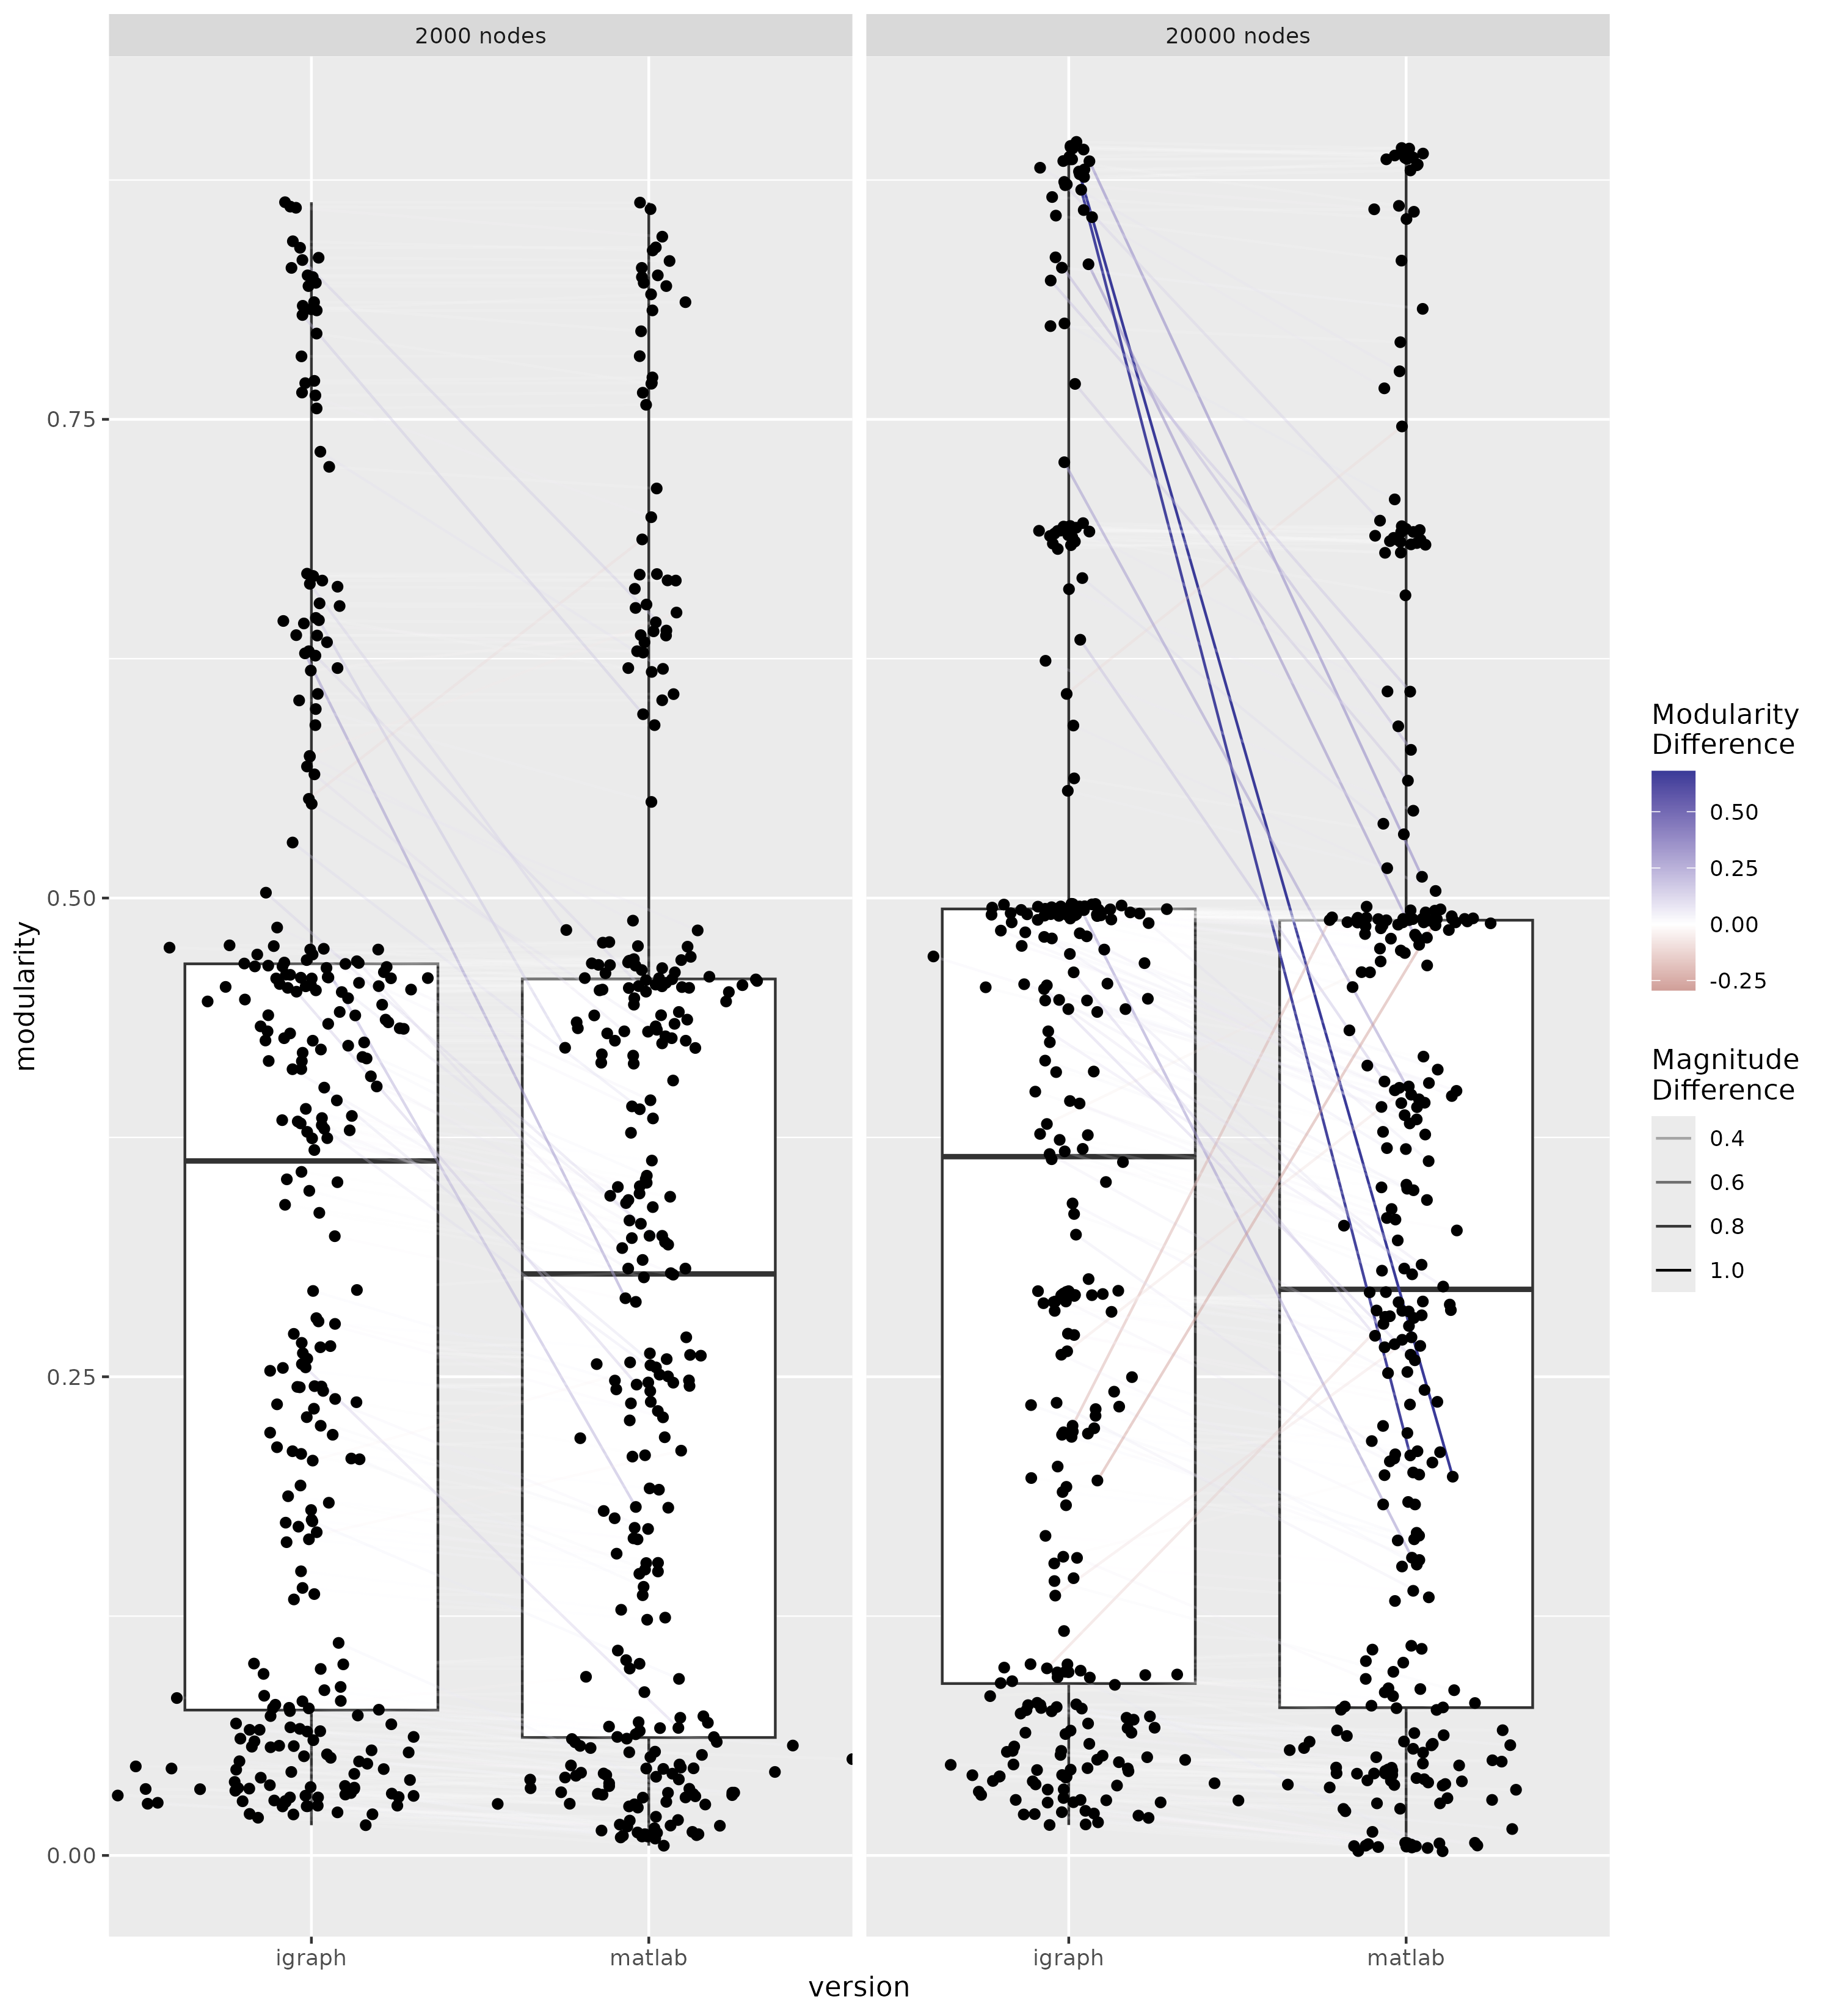 2000 nodes
20000 nodes
modularity
0.75
0.50
0.25
0.00
igraph
matlab
igraph
matlab
version
Modularity
Difference
0.50
0.25
0.00
-0.25
Magnitude
Difference
0.4
0.6
0.8
1.0